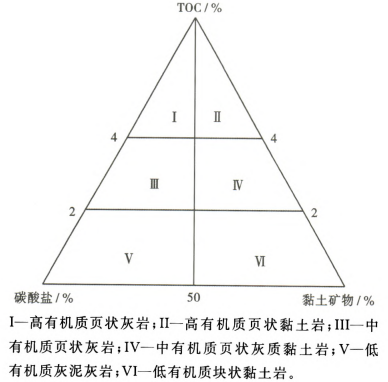 TOC/%
Ⅰ Ⅱ
4 4
Ⅲ Ⅳ
2 2
Ⅴ Ⅵ
碳酸盐/% 50 黏土矿物/%
Ⅰ—高有机质页状灰岩;Ⅱ—高有机质页状黏土岩;Ⅲ—中
有机质页状灰岩;Ⅳ—中有机质页状灰质黏土岩;Ⅴ—低
有机质灰泥灰岩;Ⅵ—低有机质块状黏土岩。